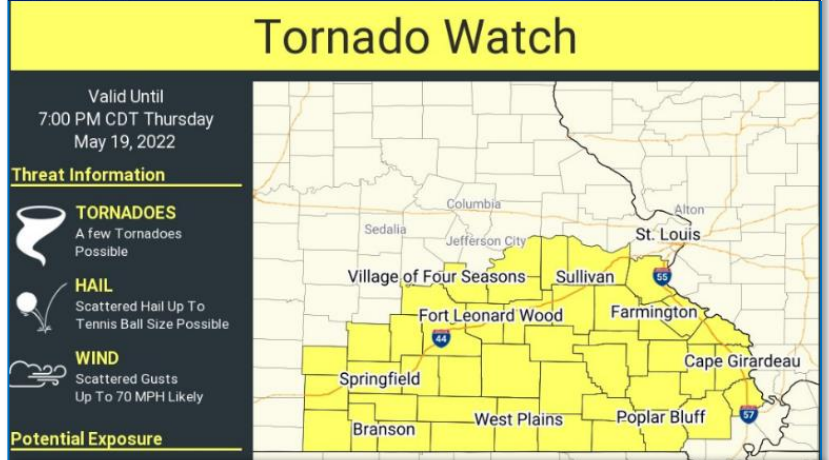 Tornado Watch
Valid Until
7:00 PM CDT Thursday
May 19, 2022
Threat Information
TORNADOES
A few Tornadoes
Possible
HAIL
Scattered Hail Up To
Tennis Ball Size Possible
WIND
Scattered Gusts
Up To 70 MPH Likely
Potential Exposure
Columbia
Alton
Sedalia
St. Louis
Jefferson City
Village of Four Seasons
Sullivan
55
Fort Leonard Wood
Farmington
44
Cape Girardeau
Springfield
West Plains
Poplar Bluff
57
Branson